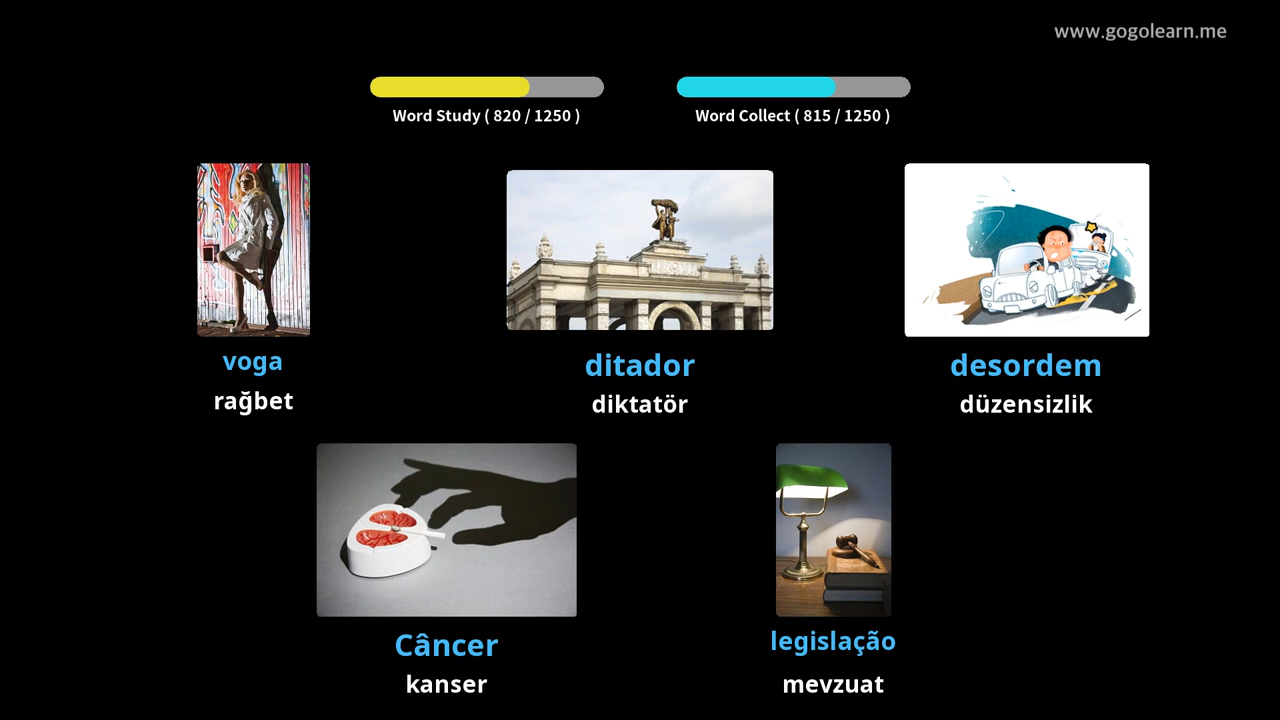 www.gogolearn.me
Word Study ( 820 / 1250 )
Word Collect ( 815 / 1250 )
voga
rağbet
ditador
diktatör
desordem
düzensizlik
Câncer
kanser
legislação
mevzuat